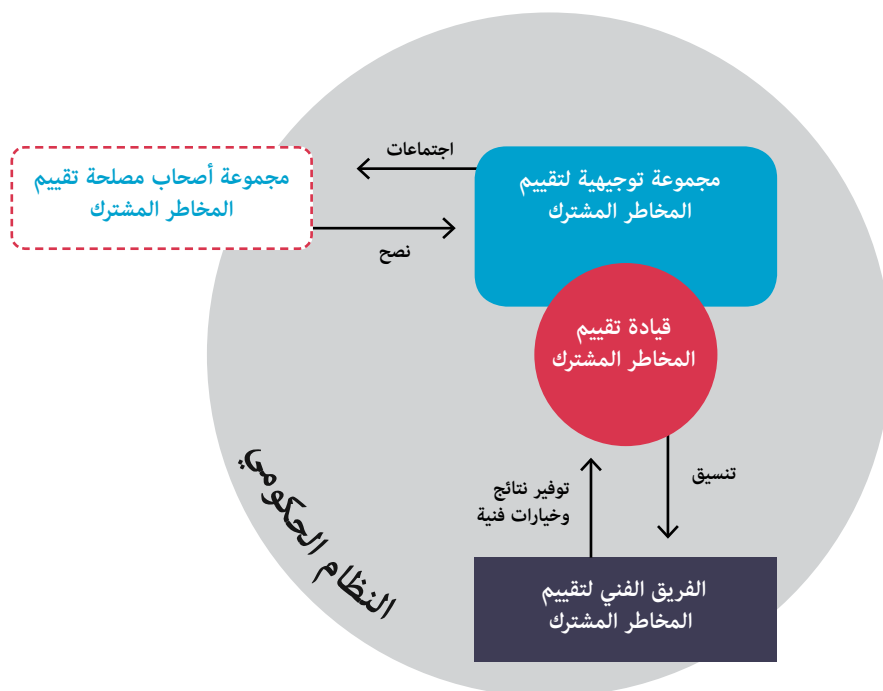 اجتماعات
مجموعة توجيهية لتقييم
المخاطر المشترك
مجموعة أصحاب مصلحة تقييم
المخاطر المشترك
نصح
قيادة تقييم
المخاطر المشترك
تنسيق
توفير نتائج
وخيارات فنية
النظام الحكومي
الفريق الفني لتقييم
المخاطر المشترك